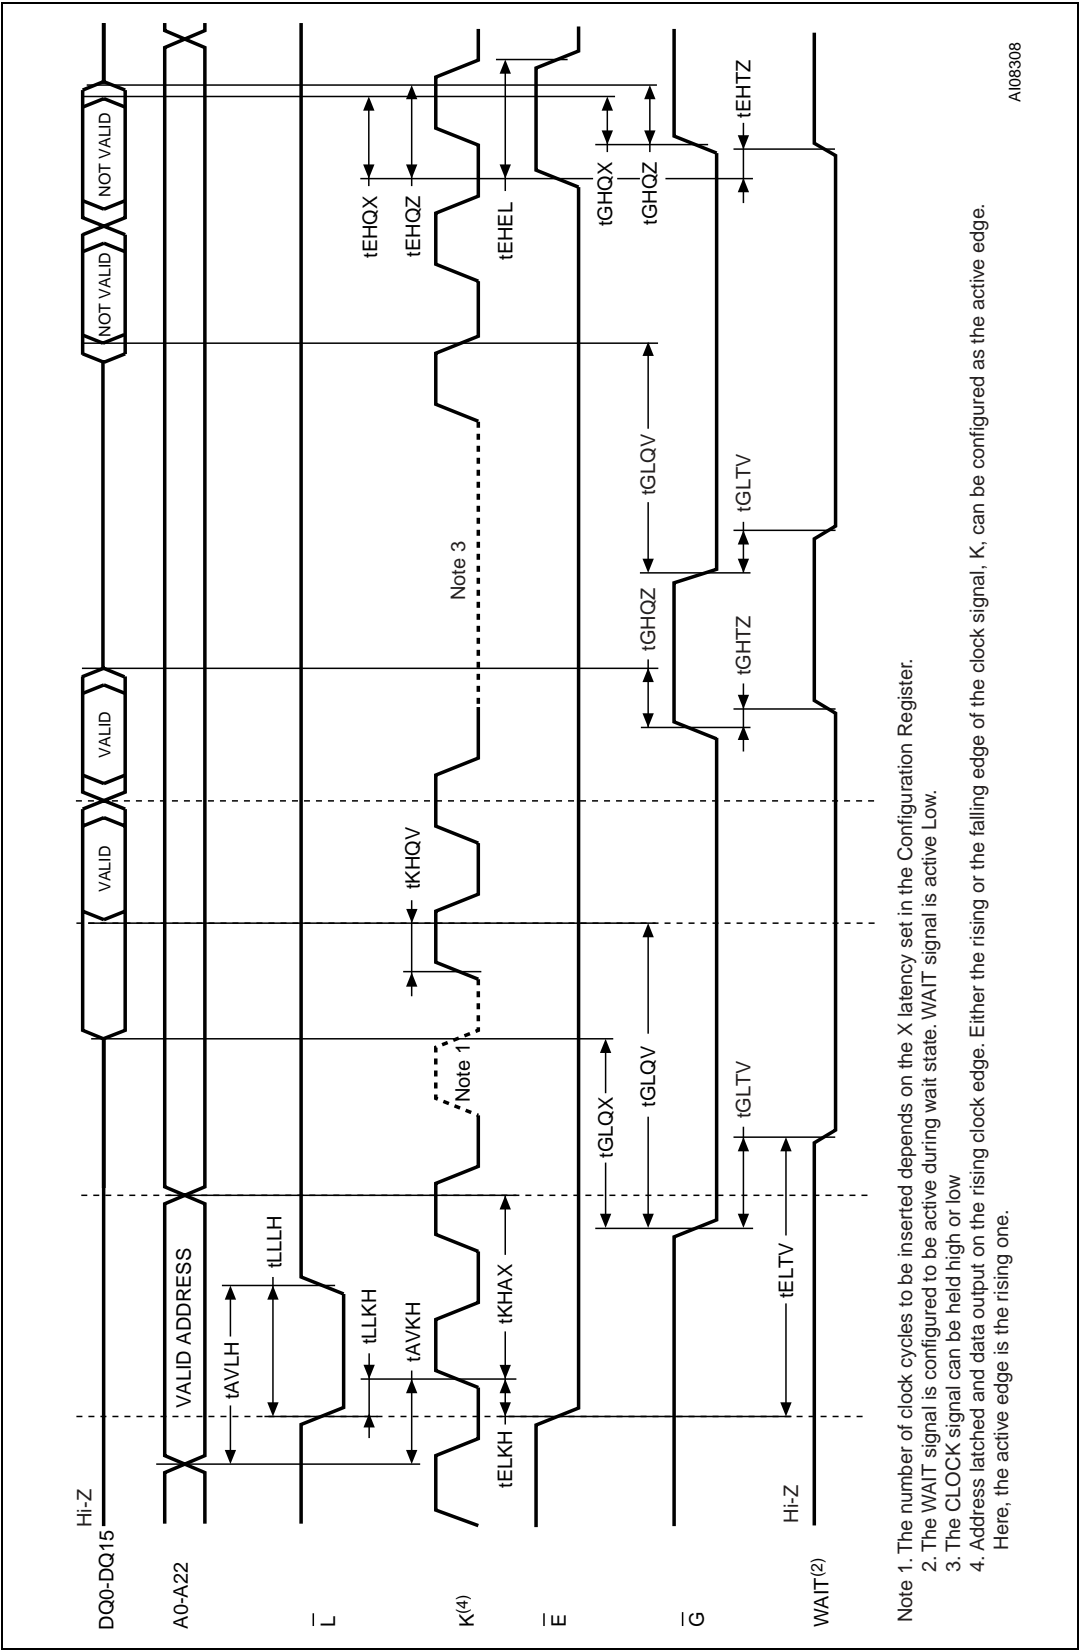 Hi-Z
DQ0-DQ15
VALID
VALID
NOT VALID
NOT VALID
A0-A22
VALID ADDRESS
tAVLH
L
tLLLH
tLLKH
tAVKH
tKHQV
tEHQX
tEHQZ
K(4)
Note 1
Note 3
tELKH
tKHAX
tEHEL
E
tGLQX
tGHQX
tGLQV
tGHQZ
tGLQV
tGHQZ
G
tGLTV
tGHTZ
tGLTV
tEHTZ
tELTV
Hi-Z
WAIT(2)
Note 1. The number of clock cycles to be inserted depends on the X latency set in the Configuration Register.
2. The WAIT signal is configured to be active during wait state. WAIT signal is active Low.
3. The CLOCK signal can be held high or low
4. Address latched and data output on the rising clock edge. Either the rising or the falling edge of the clock signal, K, can be configured as the active edge.
Here, the active edge is the rising one.
AI08308